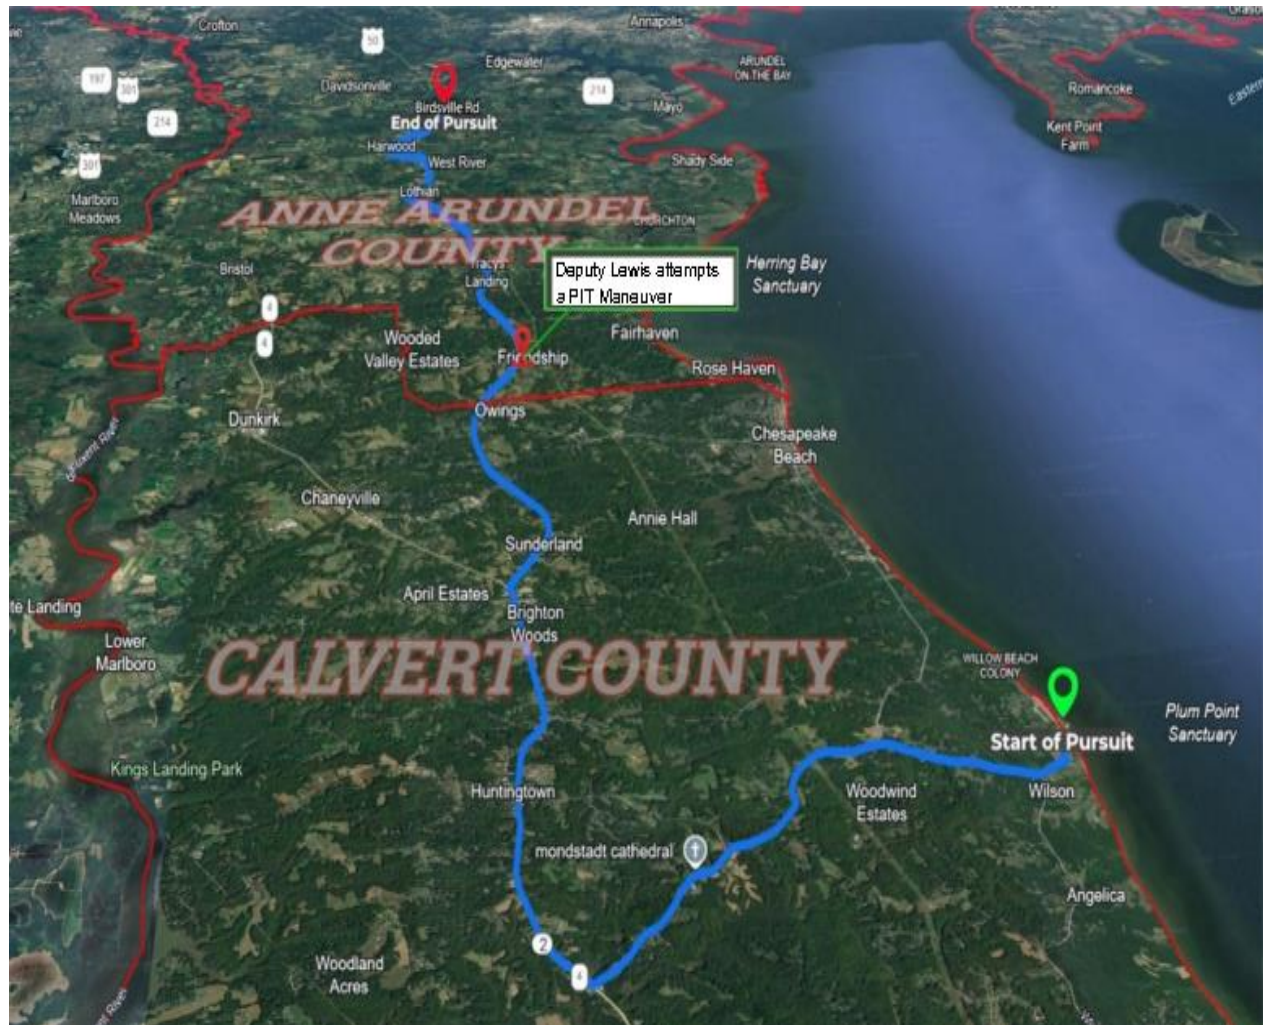 Crofton
Annapolis
50
Edgewater
ARUNDEL
ON THE BAY
Davidsonville
197
301
214
Birdsville Rd
End of Pursuit
214
Mayo
Romancoke
Eastern
Kent Point
Farm
Harwood
West River
Shady Side
301
Lothian
Marlboro
Meadows
ANNE ARUNDEL
COUNTY
Bristol
Landing
Deputy Lewis attempts
a PIT Maneuver
Herring Bay
Sanctuary
4
4
Wooded
Valley Estates
Friendship
Fairhaven
Rose Haven
Owings
Dunkirk
Chesapeake
Beach
Chaneyville
Annie Hall
Sunderland
April Estates
Brighton
Woods
te Landing
Lower
Marlboro
CALVERT COUNTY
WILLOW BEACH
COLONY
Start of Pursuit
Plum Point
Sanctuary
Kings Landing Park
Huntingtown
Woodwind
Estates
Wilson
mondstadt cathedral
Angelica
2
4
Woodland
Acres
River